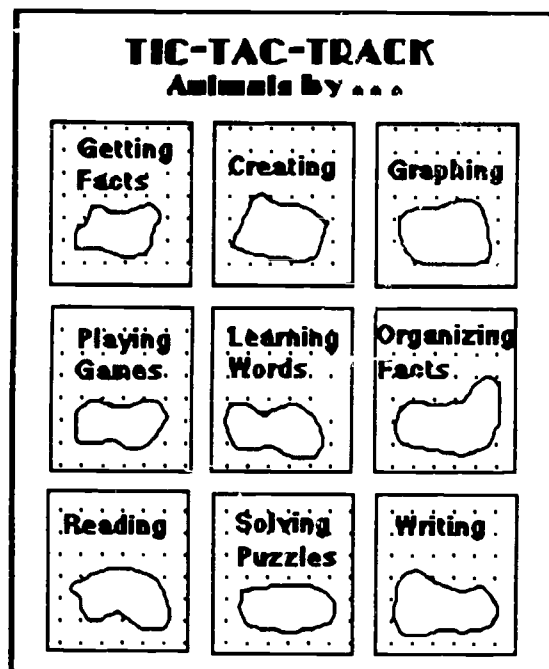 TIC-TAC-TRACK
Animals by ...
Getting
Facts
Creating
Graphing
Playing
Games
Learning
Words
Organizing
Facts
Reading
Solving
Puzzles
Writing